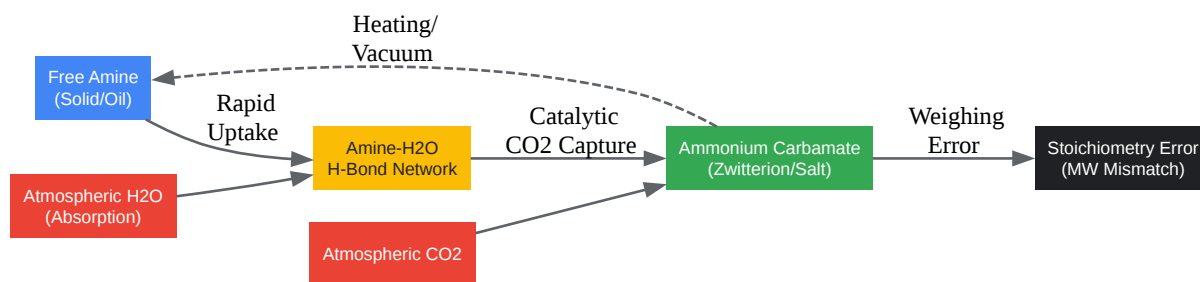 Heating/
Vacuum
Free Amine
(Solid/Oil)
Rapid
Uptake
Atmospheric H2O
(Absorption)
Amine-H2O
H-Bond Network
Catalytic
CO2 Capture
Atmospheric CO2
Ammonium Carbamate
(Zwitterion/Salt)
Weighing
Error
Stoichiometry Error
(MW Mismatch)